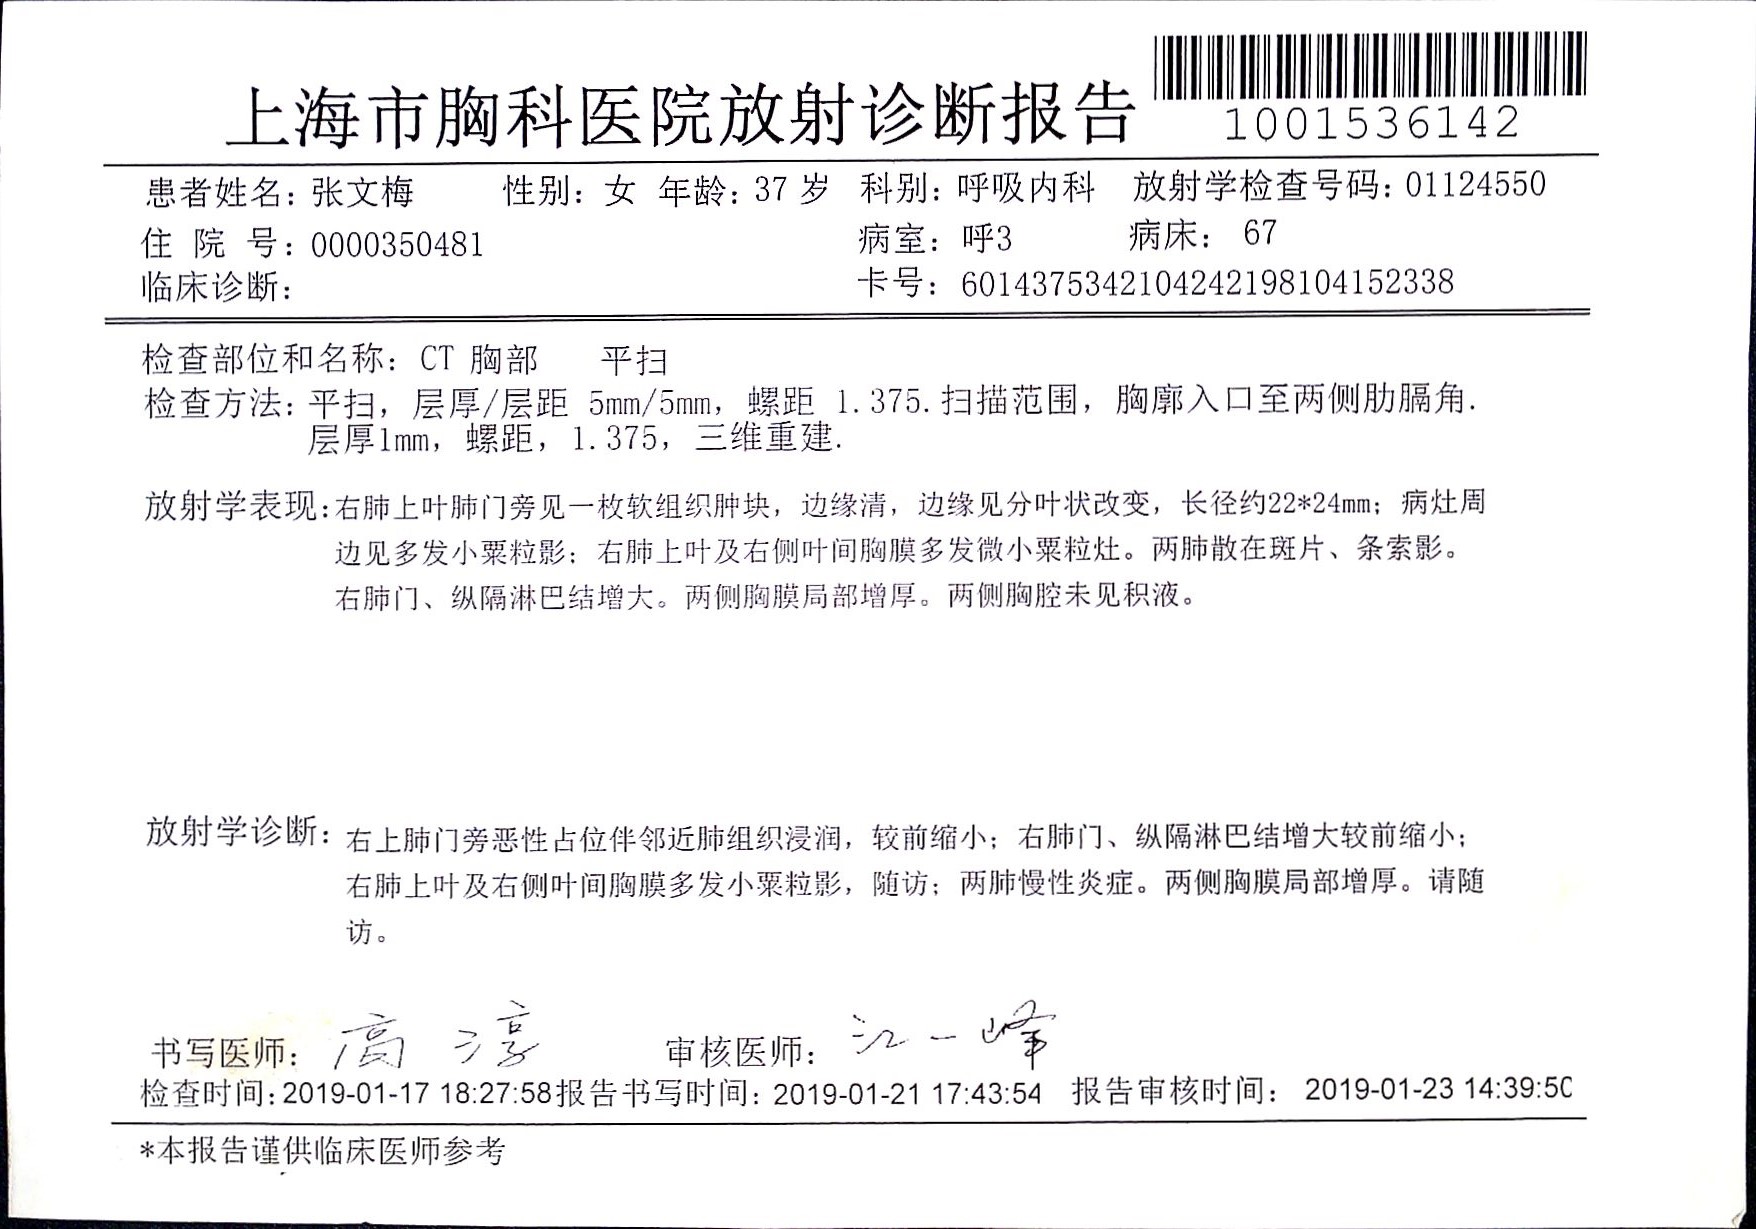 上海市胸科医院放射诊断报告
1001536142
患者姓名: 张文梅 性别: 女 年龄: 37 岁 科别: 呼吸内科 放射学检查号码: 01124550
住 院 号: 0000350481 病室: 呼3 病床: 67
临床诊断: 卡号: 6014375342104242198104152338
检查部位和名称: CT 胸部 平扫
检查方法: 平扫, 层厚/层距 5mm/5mm, 螺距 1.375. 扫描范围, 胸廓入口至两侧肋膈角.
层厚1mm, 螺距, 1.375, 三维重建.
放射学表现: 右肺上叶肺门旁见一枚软组织肿块，边缘清，边缘见分叶状改变，长径约22*24mm；病灶周
边见多发小粟粒影；右肺上叶及右侧叶间胸膜多发微小粟粒灶。两肺散在斑片、条索影。
右肺门、纵隔淋巴结增大。两侧胸膜局部增厚。两侧胸腔未见积液。
放射学诊断: 右上肺门旁恶性占位伴邻近肺组织浸润，较前缩小；右肺门、纵隔淋巴结增大较前缩小；
右肺上叶及右侧叶间胸膜多发小粟粒影，随访；两肺慢性炎症。两侧胸膜局部增厚。请随
访。
书写医师: 高淳 审核医师: 江一峰
检查时间: 2019-01-17 18:27:58 报告书写时间: 2019-01-21 17:43:54 报告审核时间: 2019-01-23 14:39:50
*本报告谨供临床医师参考